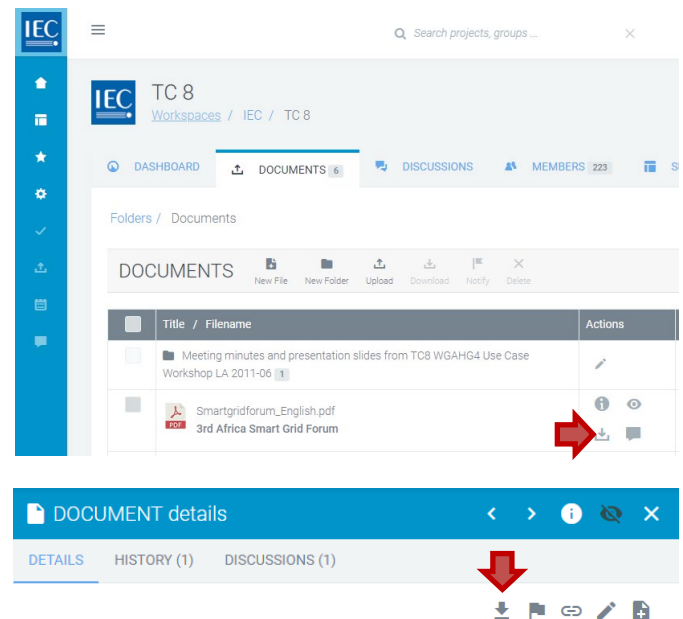 IEC
Search projects, groups ...
IEC
TC 8
Workspaces / IEC / TC 8
DASHBOARD DOCUMENTS 6 DISCUSSIONS MEMBERS 223
Folders / Documents
DOCUMENTS New File New Folder Upload Download Notify Delete
Title / Filename Actions
Meeting minutes and presentation slides from TC8 WGAHG4 Use Case
Workshop LA 2011-06 1
PDF Smartgridforum_English.pdf
3rd Africa Smart Grid Forum
DOCUMENT details
DETAILS HISTORY (1) DISCUSSIONS (1)